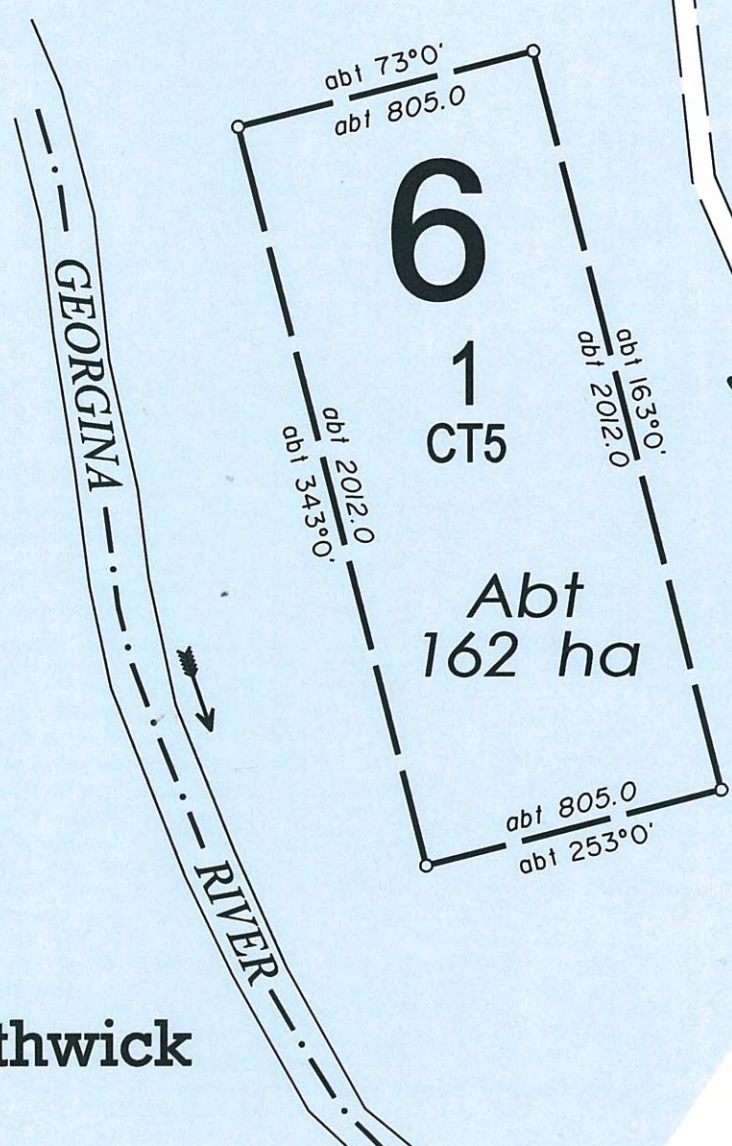 abt 73°0'
abt 805.0
6
1
CT5
abt 163°0'
abt 2012.0
abt 2012.0
abt 343°0'
Abt
162 ha
abt 805.0
abt 253°0'
GEORGINA
RIVER
thwick